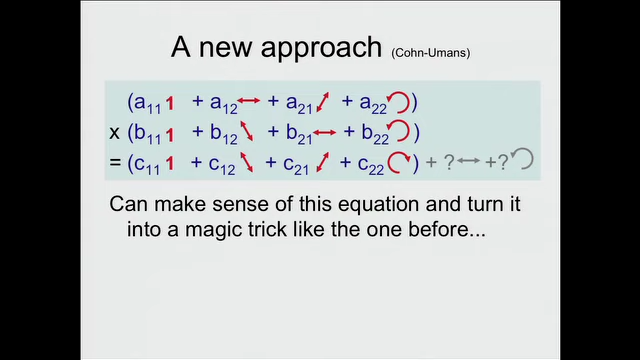 A new approach (Cohn-Umans)
(a11 1 + a12↔ + a21⤢ + a22↺)
x (b11 1 + b12⤡ + b21↔ + b22↺)
= (c11 1 + c12⤡ + c21⤢ + c22↻) + ?↔ +?↺
Can make sense of this equation and turn it
into a magic trick like the one before...